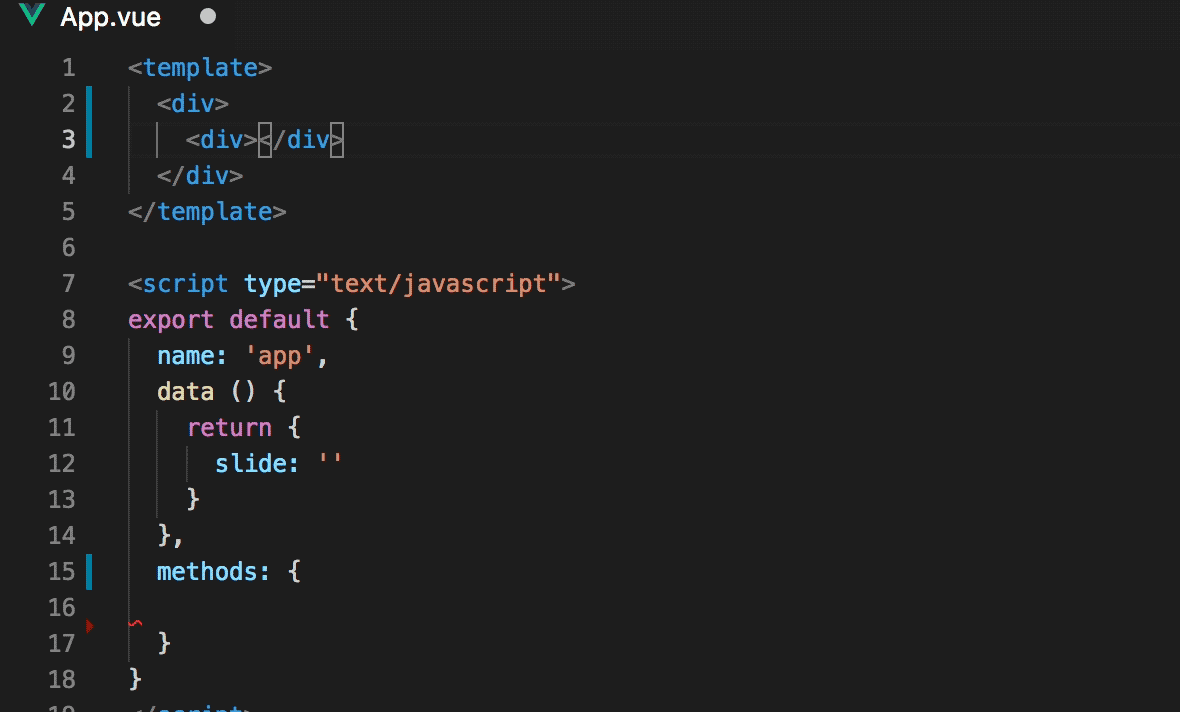 App.vue
1 <template>
2   <div>
3     <div></div>
4   </div>
5 </template>
6
7 <script type="text/javascript">
8 export default {
9   name: 'app',
10   data () {
11     return {
12       slide: ''
13     }
14   },
15   methods: {
16
17   }
18 }
19 </script>